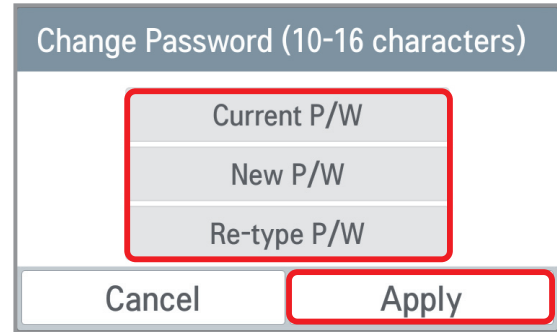 Change Password (10-16 characters)
Current P/W
New P/W
Re-type P/W
Cancel
Apply